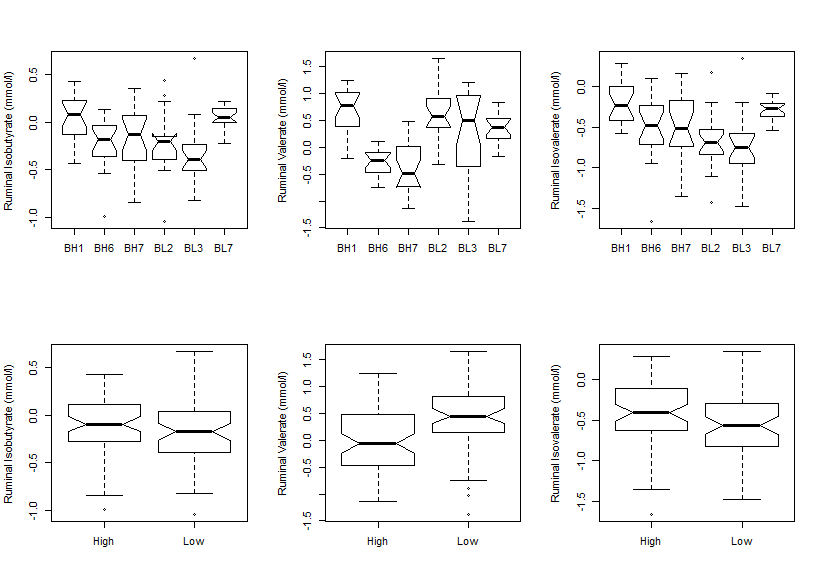 Ruminal Isobutyrate (mmol/l)
0.5
0.0
-0.5
-1.0
BH1 BH6 BH7 BL2 BL3 BL7
Ruminal Valerate (mmol/l)
1.5
1.0
0.5
0.0
-0.5
-1.5
BH1 BH6 BH7 BL2 BL3 BL7
Ruminal Isovalerate (mmol/l)
0.0
-0.5
-1.0
-1.5
BH1 BH6 BH7 BL2 BL3 BL7
Ruminal Isobutyrate (mmol/l)
0.5
0.0
-0.5
-1.0
High Low
Ruminal Valerate (mmol/l)
1.5
1.0
0.5
0.0
-0.5
-1.5
High Low
Ruminal Isovalerate (mmol/l)
0.0
-0.5
-1.0
-1.5
High Low